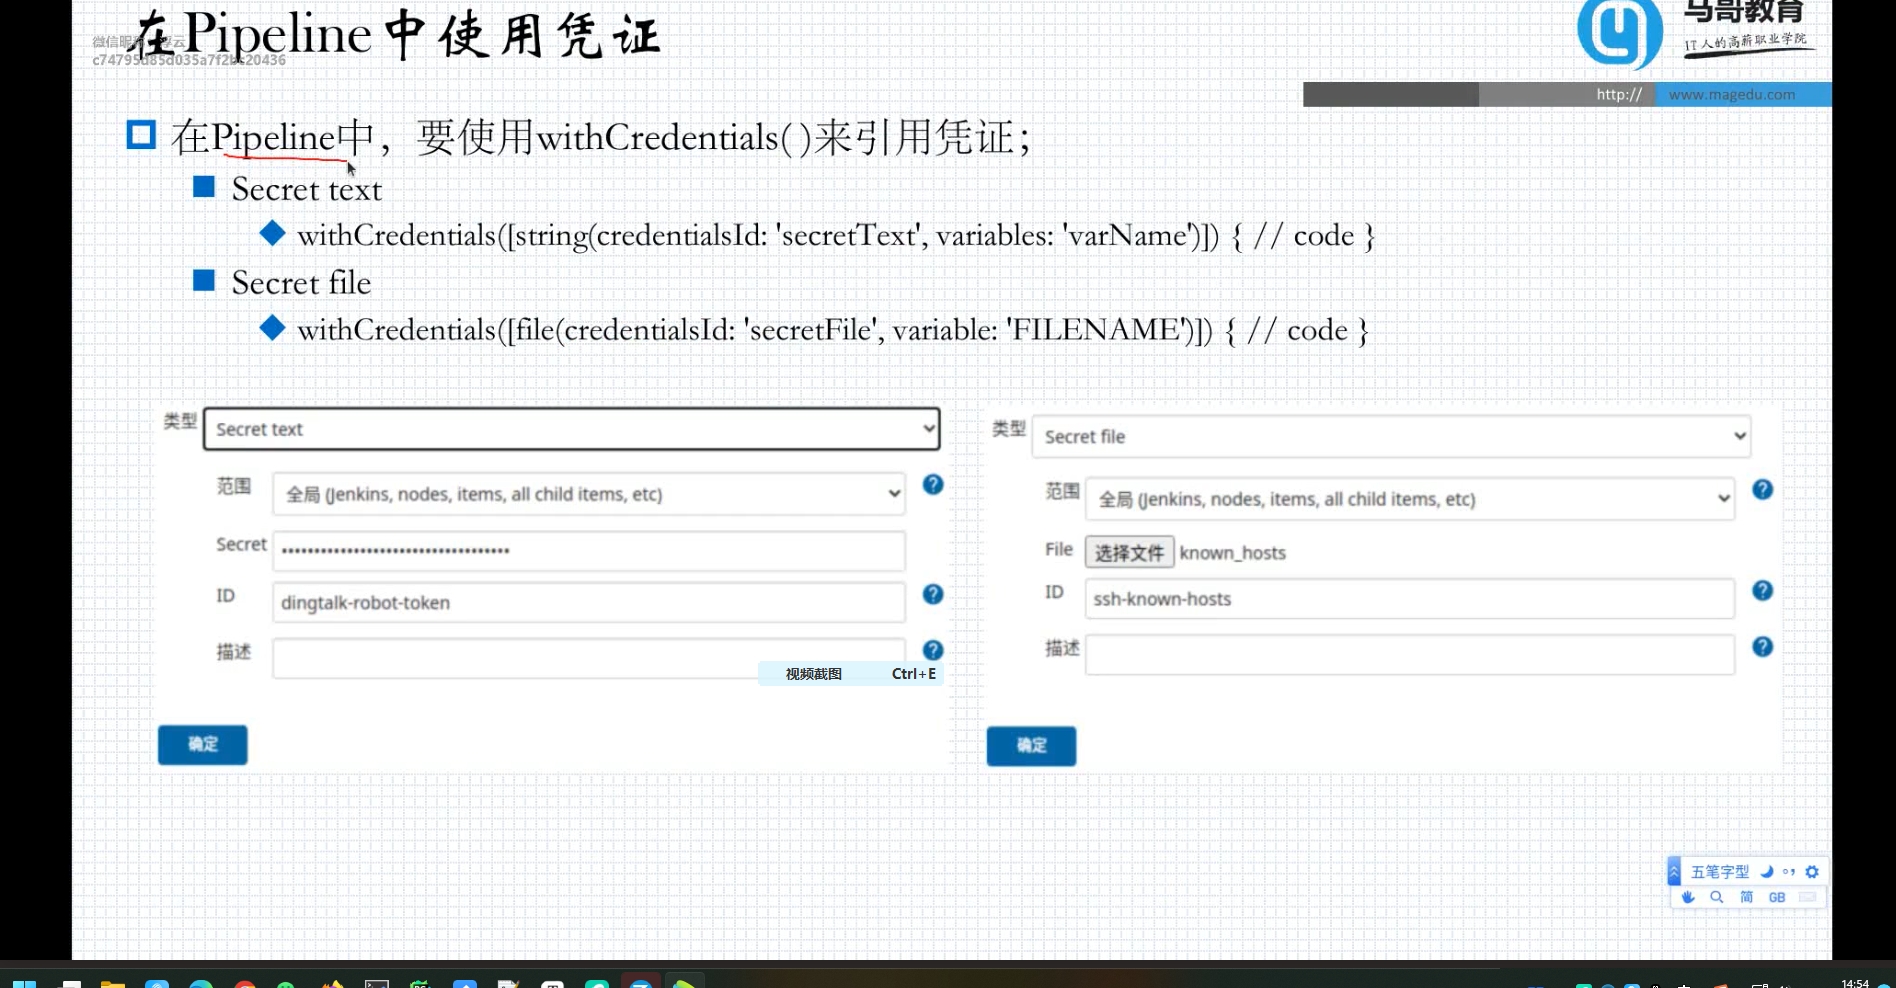 在Pipeline中使用凭证
c74795d85d035a7f2bc20436
马哥教育
IT人的高薪职业学院
http:// www.magedu.com
在Pipeline中，要使用withCredentials()来引用凭证；
Secret text
withCredentials([string(credentialsId: 'secretText', variables: 'varName')]) { // code }
Secret file
withCredentials([file(credentialsId: 'secretFile', variable: 'FILENAME')]) { // code }
类型 Secret text
范围 全局 (Jenkins, nodes, items, all child items, etc)
Secret ••••••••••••••••••••••••••••••••••
ID dingtalk-robot-token
描述
视频截图 Ctrl+E
确定
类型 Secret file
范围 全局 (Jenkins, nodes, items, all child items, etc)
File 选择文件 known_hosts
ID ssh-known-hosts
描述
确定
五笔字型
简 GB
14:54